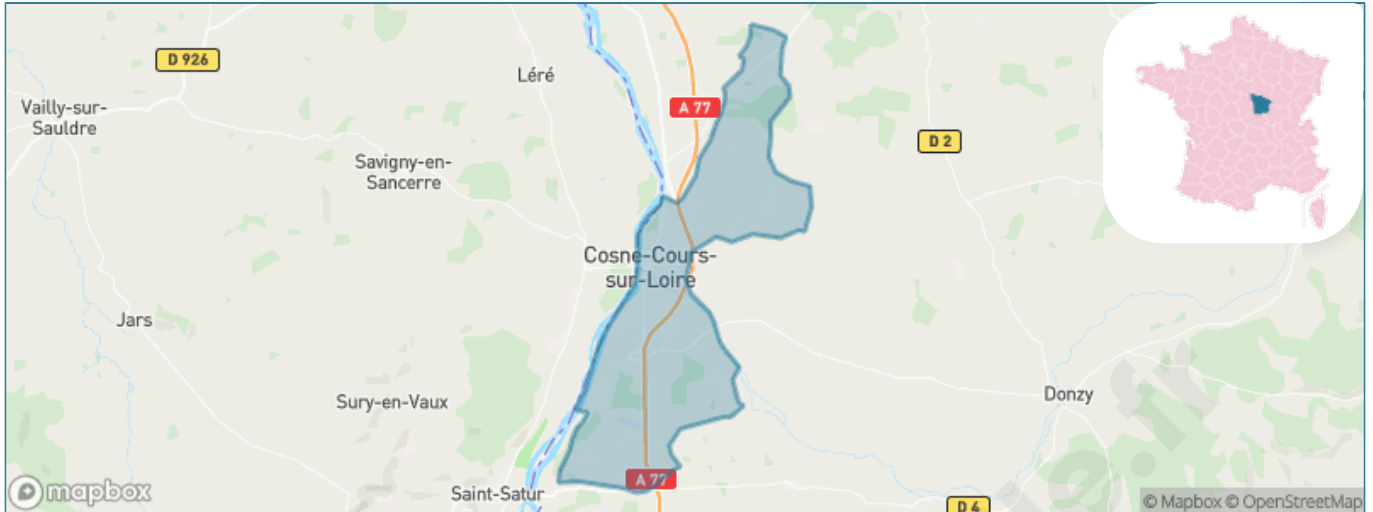 D 926
Léré
A 77
Vailly-sur-
Sauldre
D 2
Savigny-en-
Sancerre
Cosne-Cours-
sur-Loire
Jars
Sury-en-Vaux
Donzy
A 77
Saint-Satur
D 4
mapbox
© Mapbox © OpenStreetMap